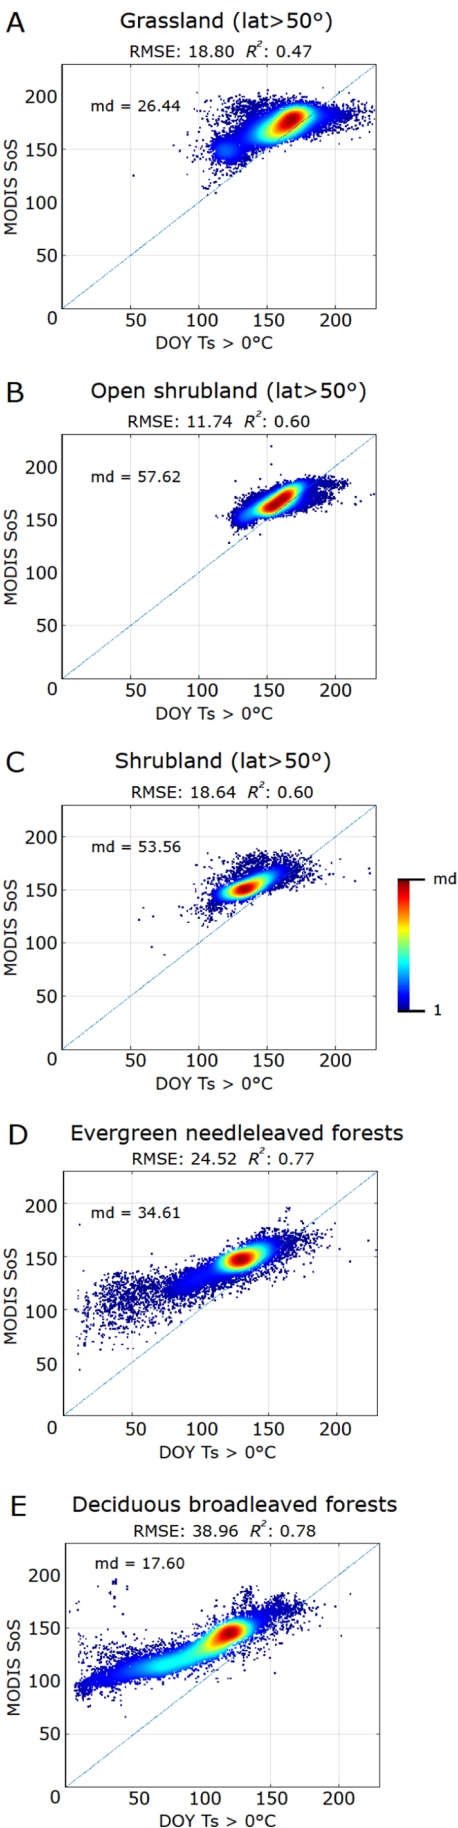 A Grassland (lat>50°)
RMSE: 18.80 R²: 0.47
md = 26.44
200
150
100
50
0
50 100 150 200
MODIS SoS
DOY Ts > 0°C
B Open shrubland (lat>50°)
RMSE: 11.74 R²: 0.60
md = 57.62
200
150
100
50
0
50 100 150 200
MODIS SoS
DOY Ts > 0°C
C Shrubland (lat>50°)
RMSE: 18.64 R²: 0.60
md = 53.56
200
150
100
50
0
50 100 150 200
MODIS SoS
DOY Ts > 0°C
md
1
D Evergreen needleleaved forests
RMSE: 24.52 R²: 0.77
md = 34.61
200
150
100
50
0
50 100 150 200
MODIS SoS
DOY Ts > 0°C
E Deciduous broadleaved forests
RMSE: 38.96 R²: 0.78
md = 17.60
200
150
100
50
0
50 100 150 200
MODIS SoS
DOY Ts > 0°C